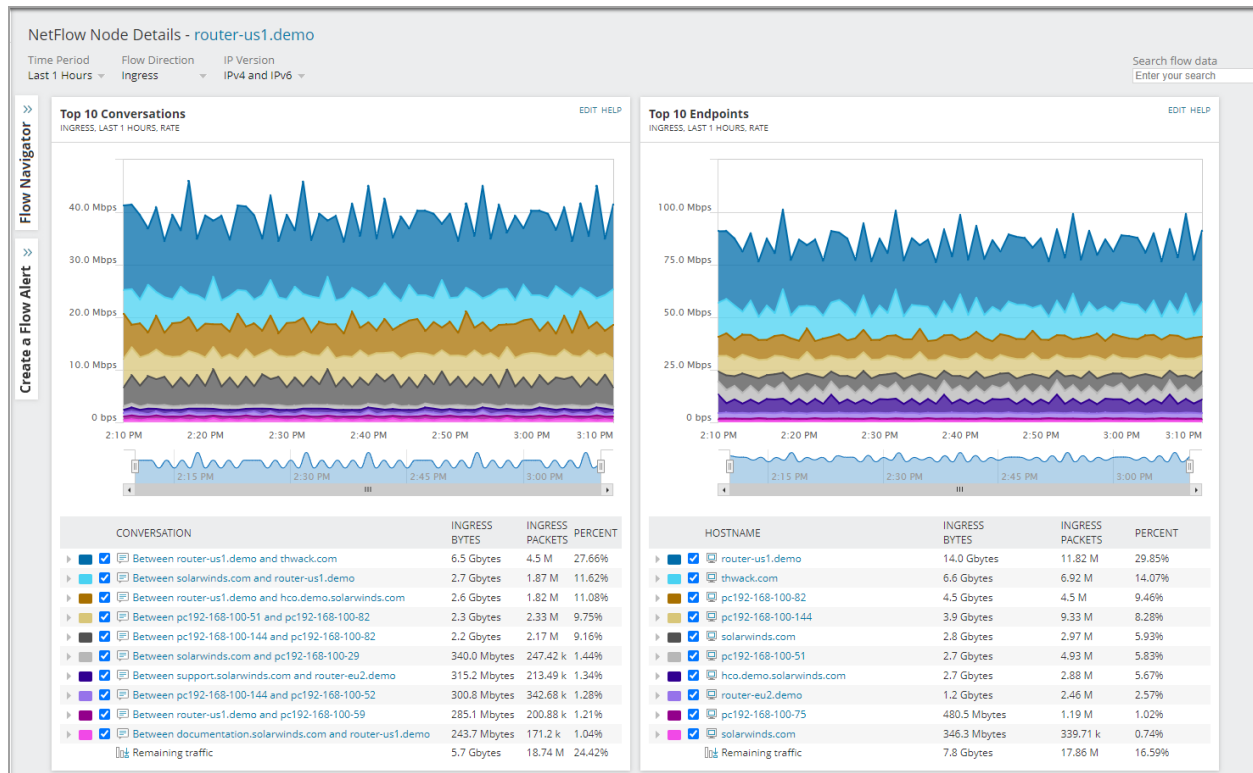 NetFlow Node Details - router-us1.demo
Time Period Flow Direction IP Version
Last 1 Hours Ingress IPv4 and IPv6
Search flow data
Enter your search
Flow Navigator
Create a Flow Alert
Top 10 Conversations EDIT HELP
INGRESS, LAST 1 HOURS, RATE
40.0 Mbps
30.0 Mbps
20.0 Mbps
10.0 Mbps
0 bps
2:10 PM 2:20 PM 2:30 PM 2:40 PM 2:50 PM 3:00 PM 3:10 PM
2:15 PM 2:30 PM 2:45 PM 3:00 PM
CONVERSATION INGRESS BYTES INGRESS PACKETS PERCENT
Between router-us1.demo and thwack.com 6.5 Gbytes 4.5 M 27.66%
Between solarwinds.com and router-us1.demo 2.7 Gbytes 1.87 M 11.62%
Between router-us1.demo and hco.demo.solarwinds.com 2.6 Gbytes 1.82 M 11.08%
Between pc192-168-100-51 and pc192-168-100-82 2.3 Gbytes 2.33 M 9.75%
Between pc192-168-100-144 and pc192-168-100-82 2.2 Gbytes 2.17 M 9.16%
Between solarwinds.com and pc192-168-100-29 340.0 Mbytes 247.42 k 1.44%
Between support.solarwinds.com and router-eu2.demo 315.2 Mbytes 213.49 k 1.34%
Between pc192-168-100-144 and pc192-168-100-52 300.8 Mbytes 342.68 k 1.28%
Between router-us1.demo and pc192-168-100-59 285.1 Mbytes 200.88 k 1.21%
Between documentation.solarwinds.com and router-us1.demo 243.7 Mbytes 171.2 k 1.04%
Remaining traffic 5.7 Gbytes 18.74 M 24.42%
Top 10 Endpoints EDIT HELP
INGRESS, LAST 1 HOURS, RATE
100.0 Mbps
75.0 Mbps
50.0 Mbps
25.0 Mbps
0 bps
2:10 PM 2:20 PM 2:30 PM 2:40 PM 2:50 PM 3:00 PM 3:10 PM
2:15 PM 2:30 PM 2:45 PM 3:00 PM
HOSTNAME INGRESS BYTES INGRESS PACKETS PERCENT
router-us1.demo 14.0 Gbytes 11.82 M 29.85%
thwack.com 6.6 Gbytes 6.92 M 14.07%
pc192-168-100-82 4.5 Gbytes 4.5 M 9.46%
pc192-168-100-144 3.9 Gbytes 9.33 M 8.28%
solarwinds.com 2.8 Gbytes 2.97 M 5.93%
pc192-168-100-51 2.7 Gbytes 4.93 M 5.83%
hco.demo.solarwinds.com 2.7 Gbytes 2.88 M 5.67%
router-eu2.demo 1.2 Gbytes 2.46 M 2.57%
pc192-168-100-75 480.5 Mbytes 1.19 M 1.02%
solarwinds.com 346.3 Mbytes 339.71 k 0.74%
Remaining traffic 7.8 Gbytes 17.86 M 16.59%